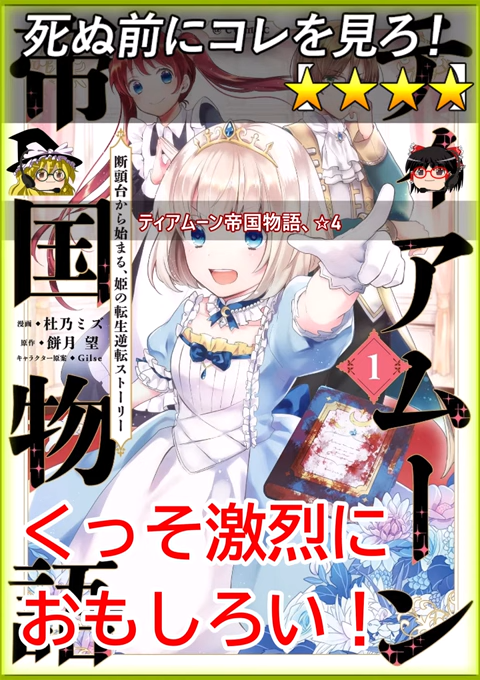 死ぬ前にコレを見ろ！
【★★★★】
ティアムーン帝国物語、☆4
ティアムーン
帝国物語
断頭台から始まる、姫の転生逆転ストーリー
漫画◆杜乃ミズ
原作◆餅月 望
キャラクター原案◆Gilse
1
くっそ激烈に
おもしろい！